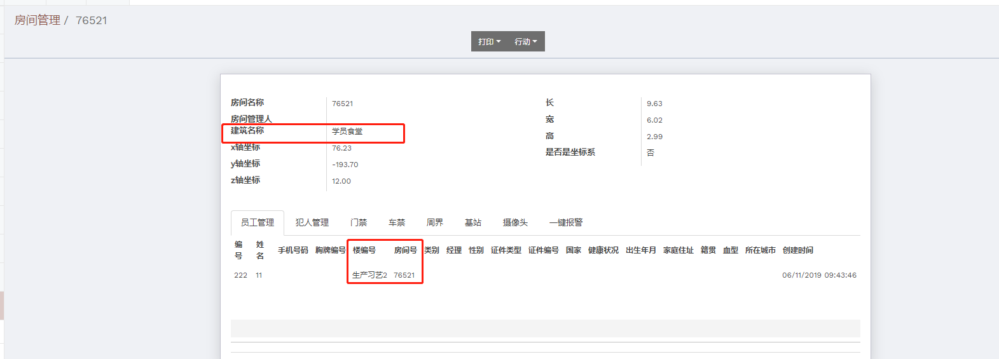 房间管理 / 76521
打印 行动
房间名称 76521 长 9.63
房间管理人 宽 6.02
建筑名称 学员食堂 高 2.99
x轴坐标 76.23 是否是坐标系 否
y轴坐标 -193.70
z轴坐标 12.00
员工管理 犯人管理 门禁 车禁 周界 基站 摄像头 一键报警
编号 姓名 手机号码 胸牌编号 楼编号 房间号 类别 经理 性别 证件类型 证件编号 国家 健康状况 出生年月 家庭住址 籍贯 血型 所在城市 创建时间
222 11 生产习艺2 76521 06/11/2019 09:43:46